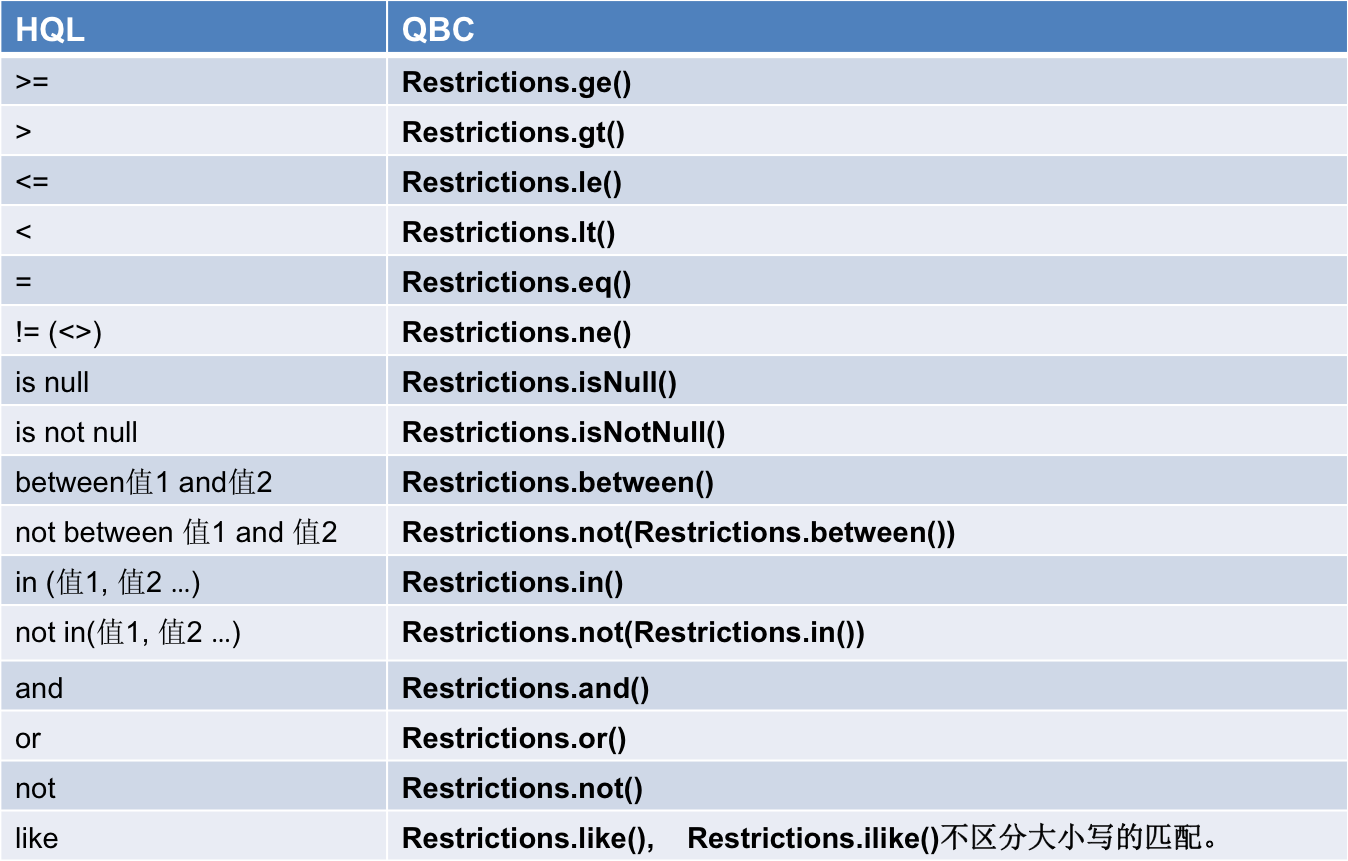 HQL QBC
>= Restrictions.ge()
> Restrictions.gt()
<= Restrictions.le()
< Restrictions.lt()
= Restrictions.eq()
!= (<>) Restrictions.ne()
is null Restrictions.isNull()
is not null Restrictions.isNotNull()
between值1 and值2 Restrictions.between()
not between 值1 and 值2 Restrictions.not(Restrictions.between())
in (值1, 值2 ...) Restrictions.in()
not in(值1, 值2 ...) Restrictions.not(Restrictions.in())
and Restrictions.and()
or Restrictions.or()
not Restrictions.not()
like Restrictions.like(), Restrictions.ilike()不区分大小写的匹配。